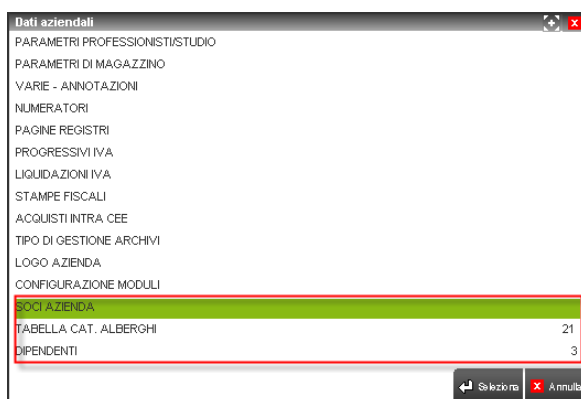 Dati aziendali
PARAMETRI PROFESSIONISTI/STUDIO
PARAMETRI DI MAGAZZINO
VARIE - ANNOTAZIONI
NUMERATORI
PAGINE REGISTRI
PROGRESSIVI IVA
LIQUIDAZIONI IVA
STAMPE FISCALI
ACQUISTI INTRA CEE
TIPO DI GESTIONE ARCHIVI
LOGO AZIENDA
CONFIGURAZIONE MODULI
SOCI AZIENDA
TABELLA CAT. ALBERGHI 21
DIPENDENTI 3
Seleziona Annulla